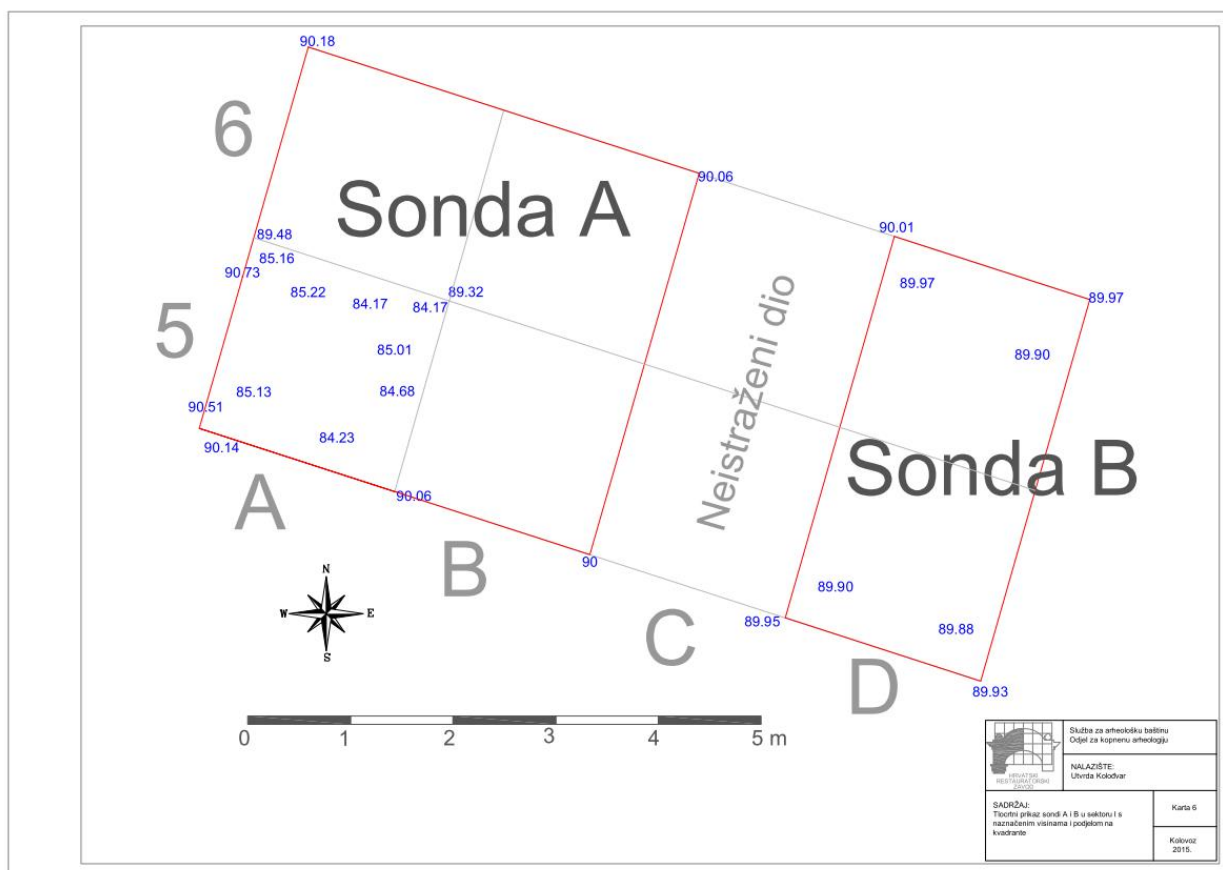 90.18
6
90.06
Sonda A
90.01
89.48
85.16
90.73
85.22
84.17
84.17
89.32
89.97
89.97
5
85.01
89.90
84.68
85.13
90.51
90.14
84.23
Neistraženi dio
Sonda B
A
90.06
B
90
89.90
C
89.95
89.88
D
89.93
N
W E
S
0 1 2 3 4 5 m
HRVATSKI
RESTAURATORSKI
ZAVOD
Služba za arheološku baštinu
Odjel za kopnenu arheologiju
NALAZIŠTE:
Utvrda Kolođvar
SADRŽAJ:
Tlocrtni prikaz sondi A i B u sektoru I s
naznačenim visinama i podjelom na
kvadrante
Karta 6
Kolovoz
2015.